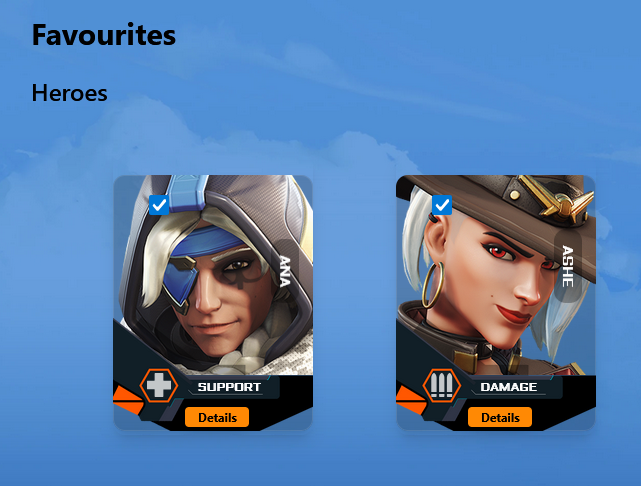 Favourites
Heroes
ANA
SUPPORT
Details
ASHE
DAMAGE
Details